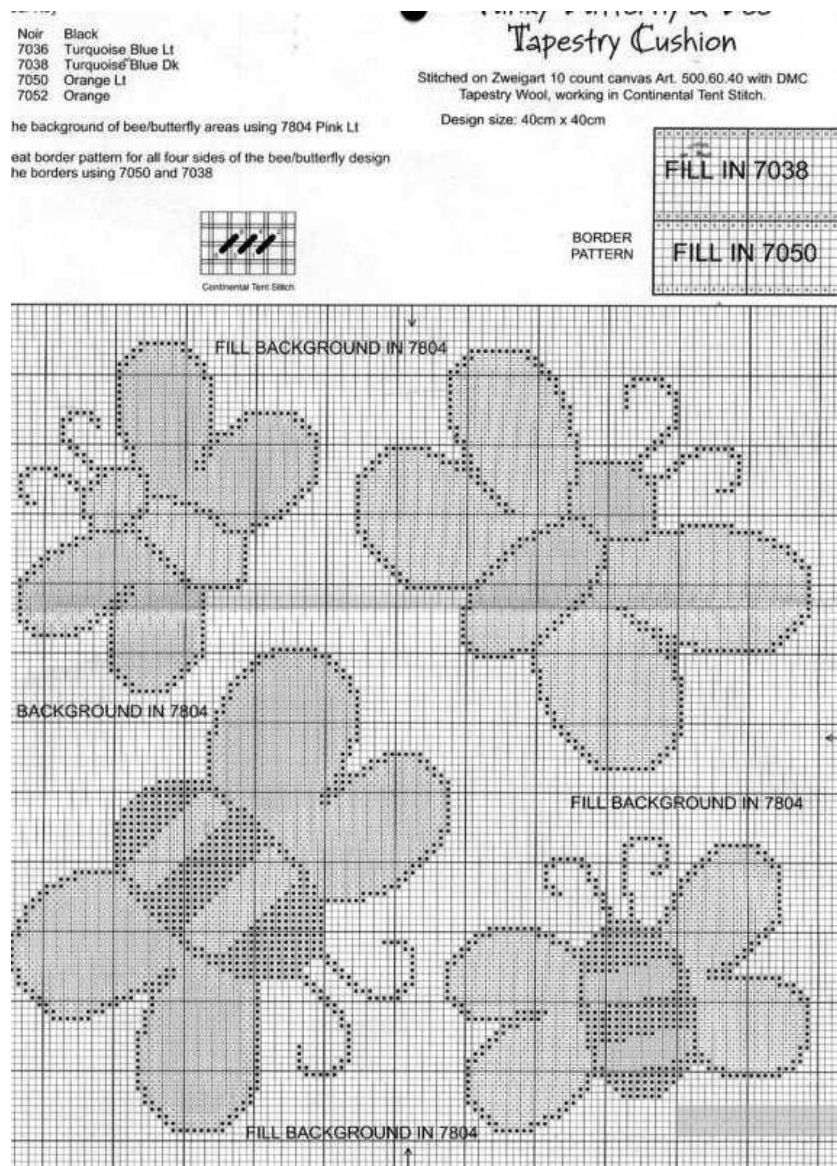 Noir Black
7036 Turquoise Blue Lt
7038 Turquoise Blue Dk
7050 Orange Lt
7052 Orange
he background of bee/butterfly areas using 7804 Pink Lt
eat border pattern for all four sides of the bee/butterfly design
he borders using 7050 and 7038
Continental Tent Stitch
Tapestry Cushion
Stitched on Zweigart 10 count canvas Art. 500.60.40 with DMC
Tapestry Wool, working in Continental Tent Stitch.
Design size: 40cm x 40cm
BORDER
PATTERN
FILL IN 7038
FILL IN 7050
FILL BACKGROUND IN 7804
BACKGROUND IN 7804
FILL BACKGROUND IN 7804
FILL BACKGROUND IN 7804